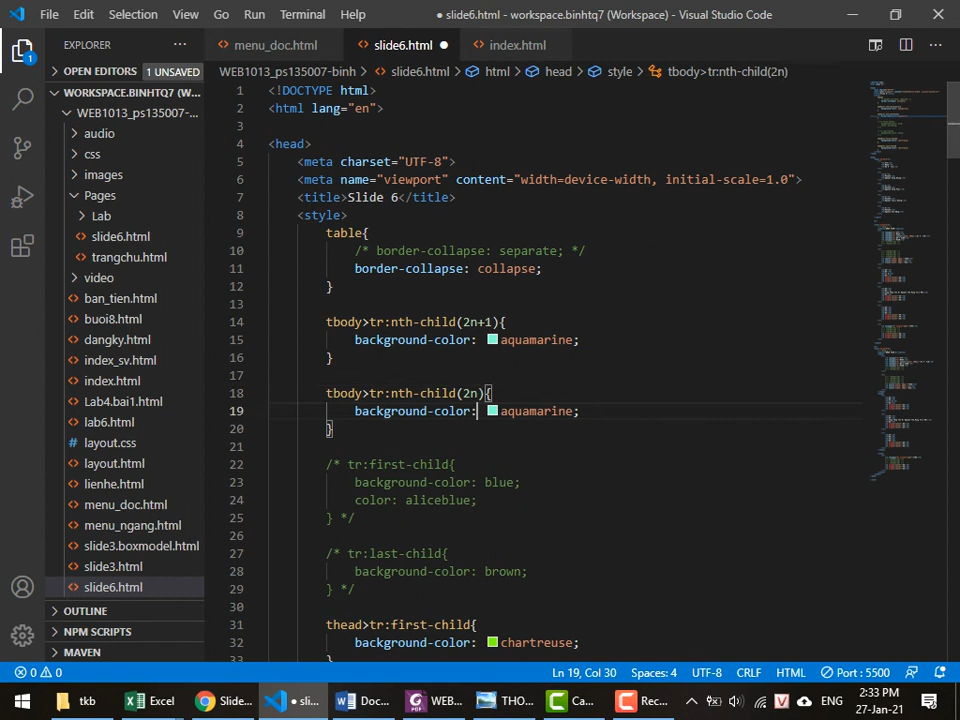 File Edit Selection View Go Run Terminal Help
● slide6.html - workspace.binhtq7 (Workspace) - Visual Studio Code
EXPLORER
menu_doc.html slide6.html ● index.html
OPEN EDITORS 1 UNSAVED
WEB1013_ps135007-binh > slide6.html > html > head > style > tbody>tr:nth-child(2n)
WORKSPACE.BINHTQ7 (W...
WEB1013_ps135007-...
audio
css
images
Pages
Lab
slide6.html
trangchu.html
video
ban_tien.html
buoi8.html
dangky.html
index_sv.html
index.html
Lab4.bai1.html
lab6.html
layout.css
layout.html
lienhe.html
menu_doc.html
menu_ngang.html
slide3.boxmodel.html
slide3.html
slide6.html
OUTLINE
NPM SCRIPTS
MAVEN
1 <!DOCTYPE html>
2 <html lang="en">
3
4 <head>
5 <meta charset="UTF-8">
6 <meta name="viewport" content="width=device-width, initial-scale=1.0">
7 <title>Slide 6</title>
8 <style>
9 table{
10 /* border-collapse: separate; */
11 border-collapse: collapse;
12 }
13
14 tbody>tr:nth-child(2n+1){
15 background-color: aquamarine;
16 }
17
18 tbody>tr:nth-child(2n){
19 background-color: aquamarine;
20 }
21
22 /* tr:first-child{
23 background-color: blue;
24 color: aliceblue;
25 } */
26
27 /* tr:last-child{
28 background-color: brown;
29 } */
30
31 thead>tr:first-child{
32 background-color: chartreuse;
33 }
0 0 Ln 19, Col 30 Spaces: 4 UTF-8 CRLF HTML Port : 5500
tkb Excel Slide... ● sli... Doc... WEB... THO... Ca... Rec... ENG 2:33 PM
27-Jan-21